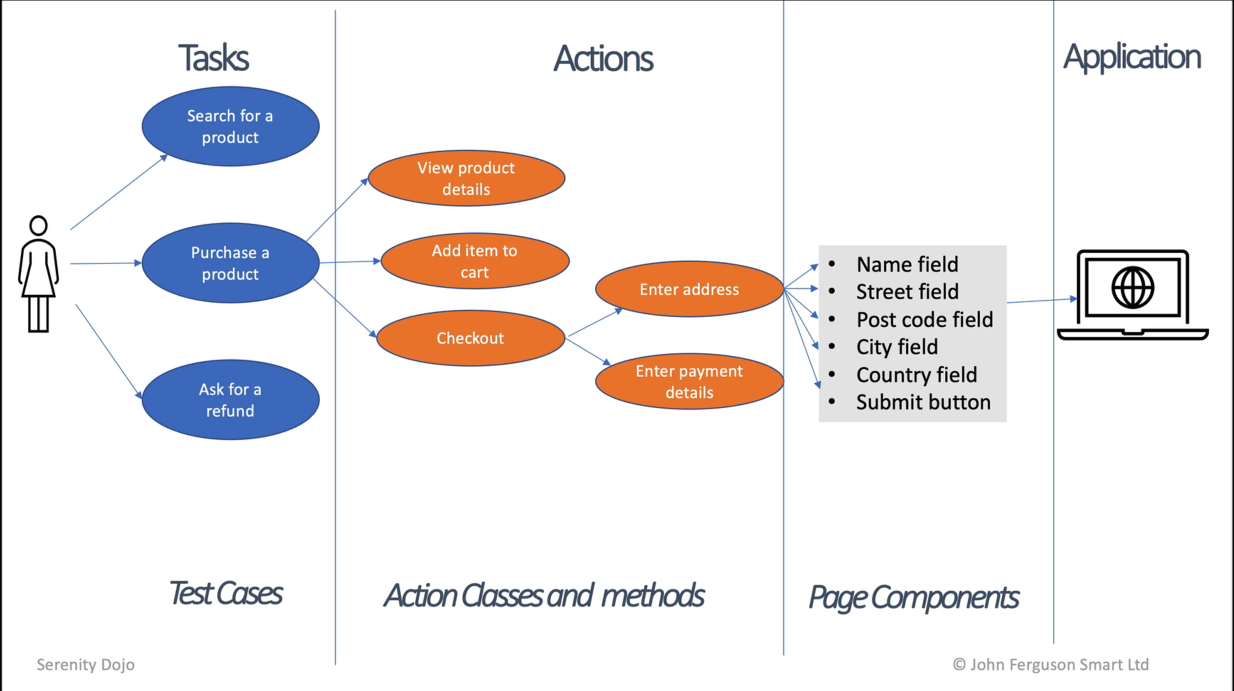 Tasks
Actions
Application
Search for a
product
View product
details
Purchase a
product
Add item to
cart
Checkout
Enter address
Enter payment
details
Ask for a
refund
• Name field
• Street field
• Post code field
• City field
• Country field
• Submit button
Test Cases
Action Classes and methods
Page Components
Serenity Dojo
© John Ferguson Smart Ltd